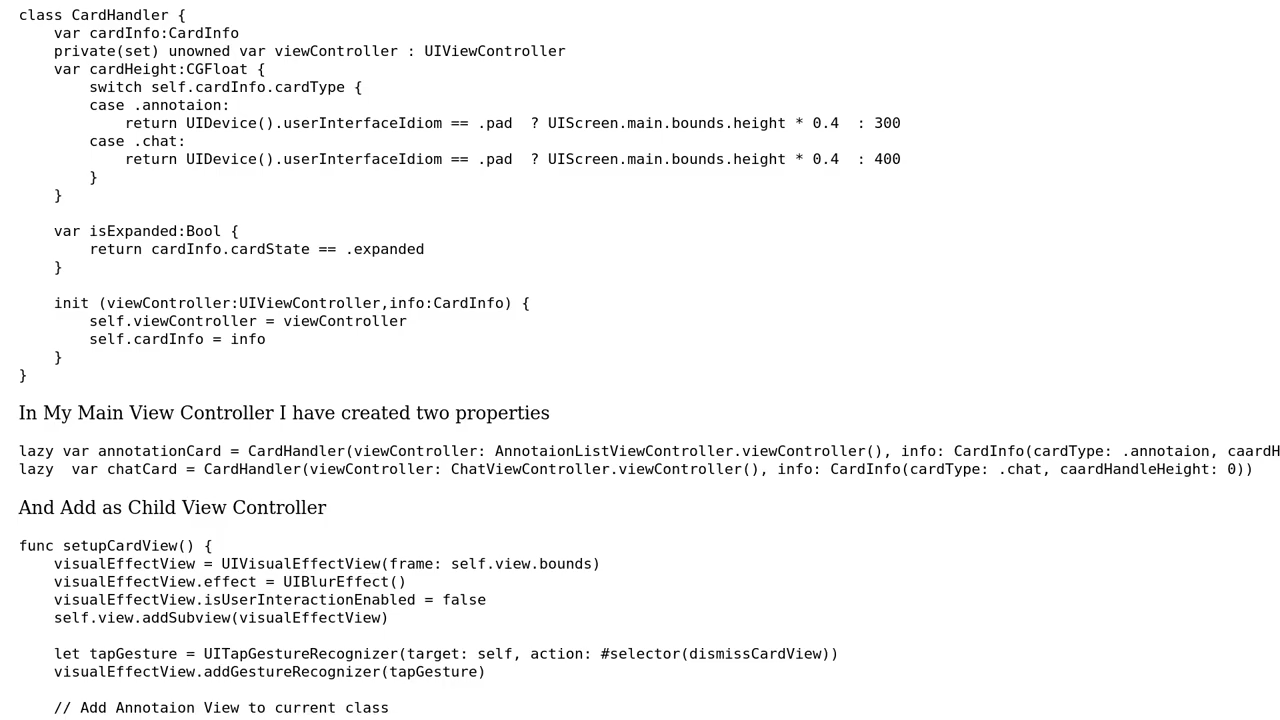 class CardHandler {
    var cardInfo:CardInfo
    private(set) unowned var viewController : UIViewController
    var cardHeight:CGFloat {
        switch self.cardInfo.cardType {
        case .annotaion:
            return UIDevice().userInterfaceIdiom == .pad  ? UIScreen.main.bounds.height * 0.4  : 300
        case .chat:
            return UIDevice().userInterfaceIdiom == .pad  ? UIScreen.main.bounds.height * 0.4  : 400
        }
    }

    var isExpanded:Bool {
        return cardInfo.cardState == .expanded
    }

    init (viewController:UIViewController,info:CardInfo) {
        self.viewController = viewController
        self.cardInfo = info
    }
}
In My Main View Controller I have created two properties
lazy var annotationCard = CardHandler(viewController: AnnotaionListViewController.viewController(), info: CardInfo(cardType: .annotaion, caardH
lazy  var chatCard = CardHandler(viewController: ChatViewController.viewController(), info: CardInfo(cardType: .chat, caardHandleHeight: 0))
And Add as Child View Controller
func setupCardView() {
    visualEffectView = UIVisualEffectView(frame: self.view.bounds)
    visualEffectView.effect = UIBlurEffect()
    visualEffectView.isUserInteractionEnabled = false
    self.view.addSubview(visualEffectView)

    let tapGesture = UITapGestureRecognizer(target: self, action: #selector(dismissCardView))
    visualEffectView.addGestureRecognizer(tapGesture)

    // Add Annotaion View to current class